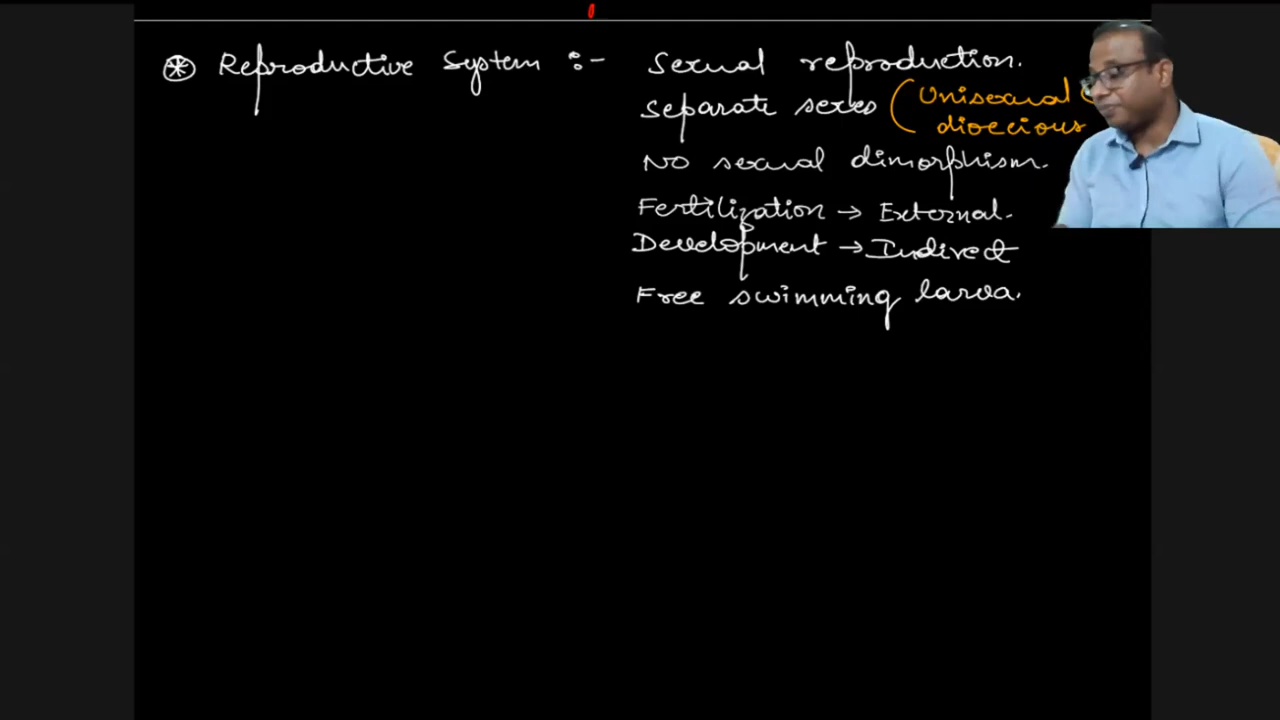 ⊛ Reproductive System :- Sexual reproduction.
Separate sexes (Unisexual
dioecious
No sexual dimorphism.
Fertilization → External.
Development → Indirect
Free swimming larva.